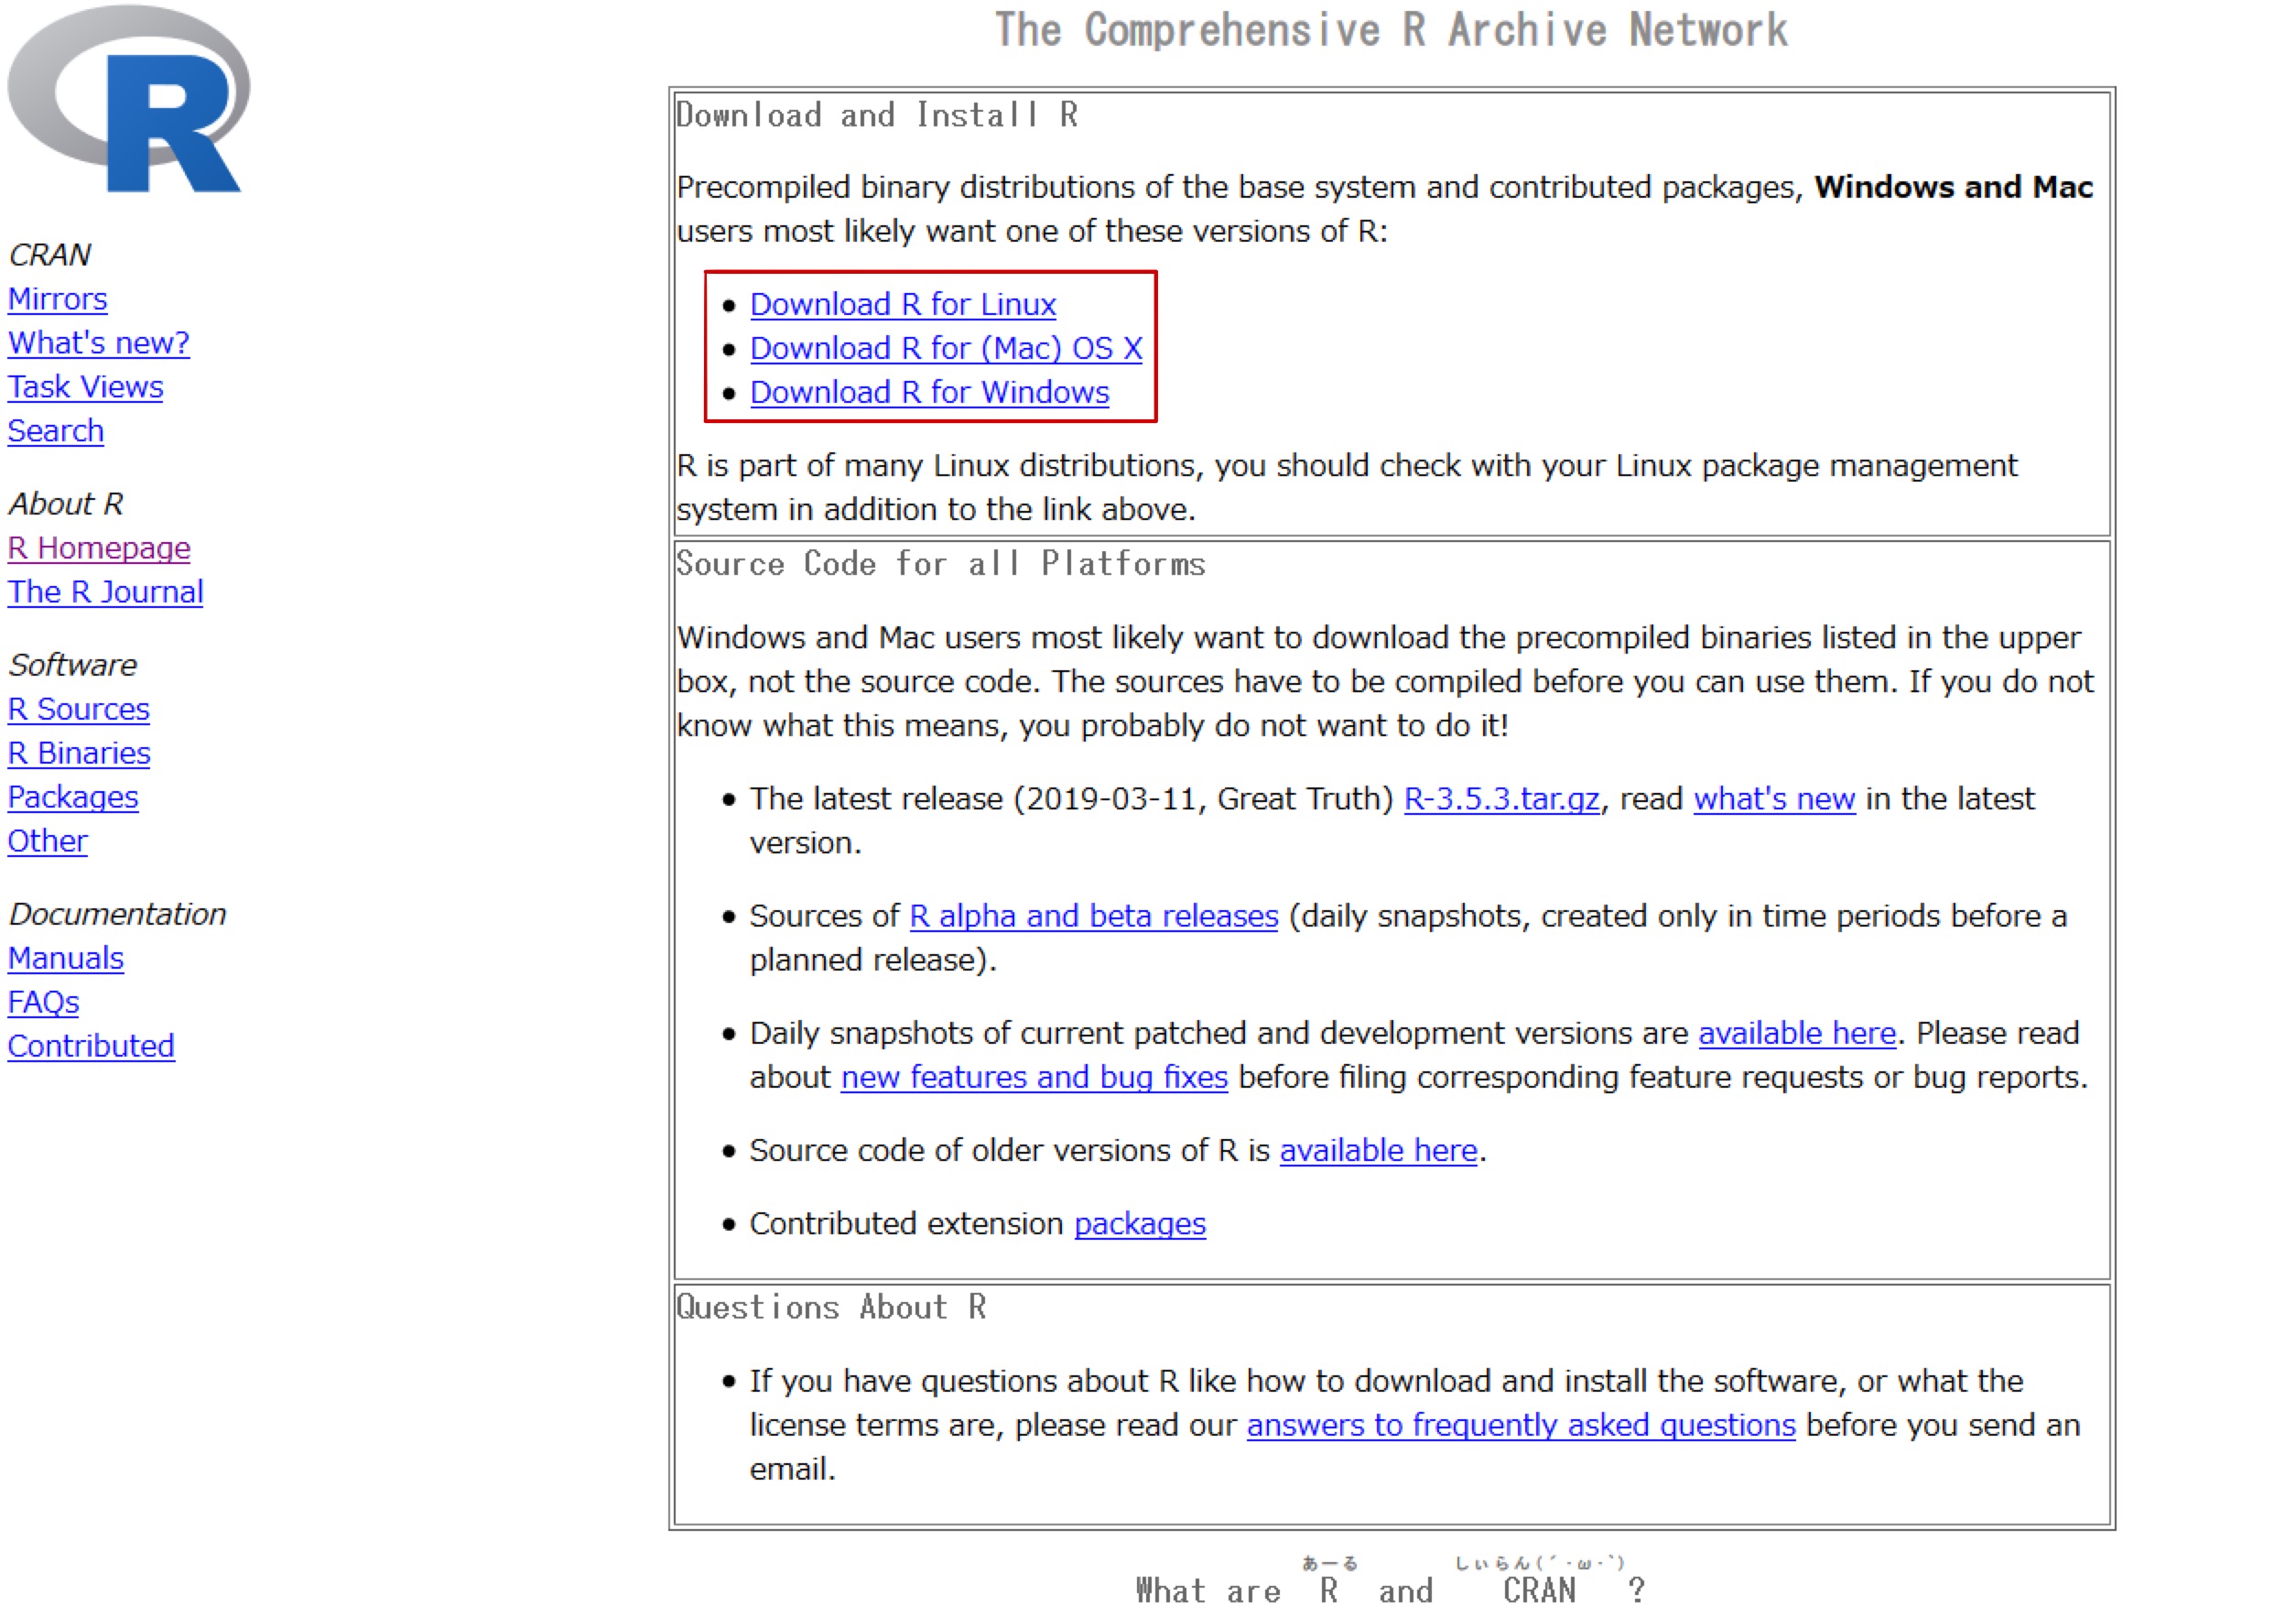 R
CRAN
Mirrors
What's new?
Task Views
Search
About R
R Homepage
The R Journal
Software
R Sources
R Binaries
Packages
Other
Documentation
Manuals
FAQs
Contributed
The Comprehensive R Archive Network
Download and Install R
Precompiled binary distributions of the base system and contributed packages, Windows and Mac
users most likely want one of these versions of R:
• Download R for Linux
• Download R for (Mac) OS X
• Download R for Windows
R is part of many Linux distributions, you should check with your Linux package management
system in addition to the link above.
Source Code for all Platforms
Windows and Mac users most likely want to download the precompiled binaries listed in the upper
box, not the source code. The sources have to be compiled before you can use them. If you do not
know what this means, you probably do not want to do it!
• The latest release (2019-03-11, Great Truth) R-3.5.3.tar.gz, read what's new in the latest
version.
• Sources of R alpha and beta releases (daily snapshots, created only in time periods before a
planned release).
• Daily snapshots of current patched and development versions are available here. Please read
about new features and bug fixes before filing corresponding feature requests or bug reports.
• Source code of older versions of R is available here.
• Contributed extension packages
Questions About R
• If you have questions about R like how to download and install the software, or what the
license terms are, please read our answers to frequently asked questions before you send an
email.
あーる しぃらん(´･ω･`)
What are R and CRAN ?